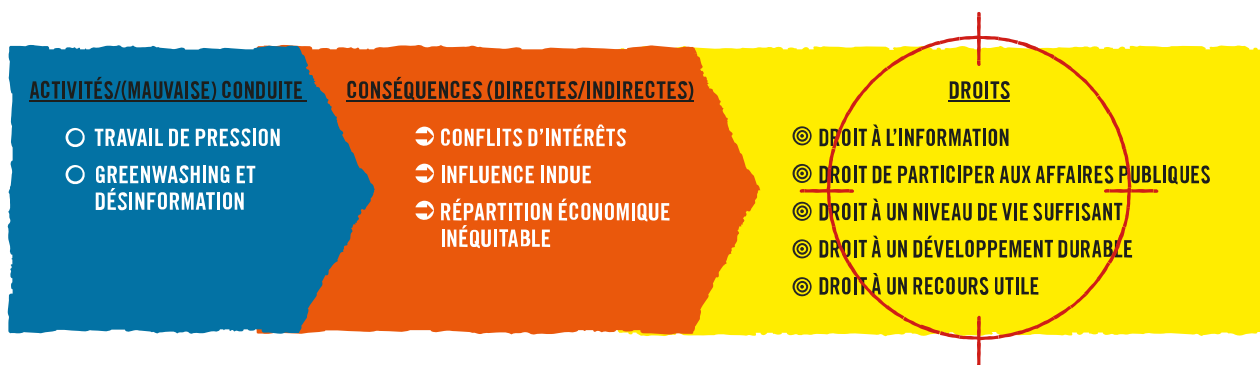 ACTIVITÉS/(MAUVAISE) CONDUITE
TRAVAIL DE PRESSION
GREENWASHING ET
DÉSINFORMATION
CONSÉQUENCES (DIRECTES/INDIRECTES)
CONFLITS D'INTÉRÊTS
INFLUENCE INDUE
RÉPARTITION ÉCONOMIQUE
INÉQUITABLE
DROITS
DROIT À L'INFORMATION
DROIT DE PARTICIPER AUX AFFAIRES PUBLIQUES
DROIT À UN NIVEAU DE VIE SUFFISANT
DROIT À UN DÉVELOPPEMENT DURABLE
DROIT À UN RECOURS UTILE